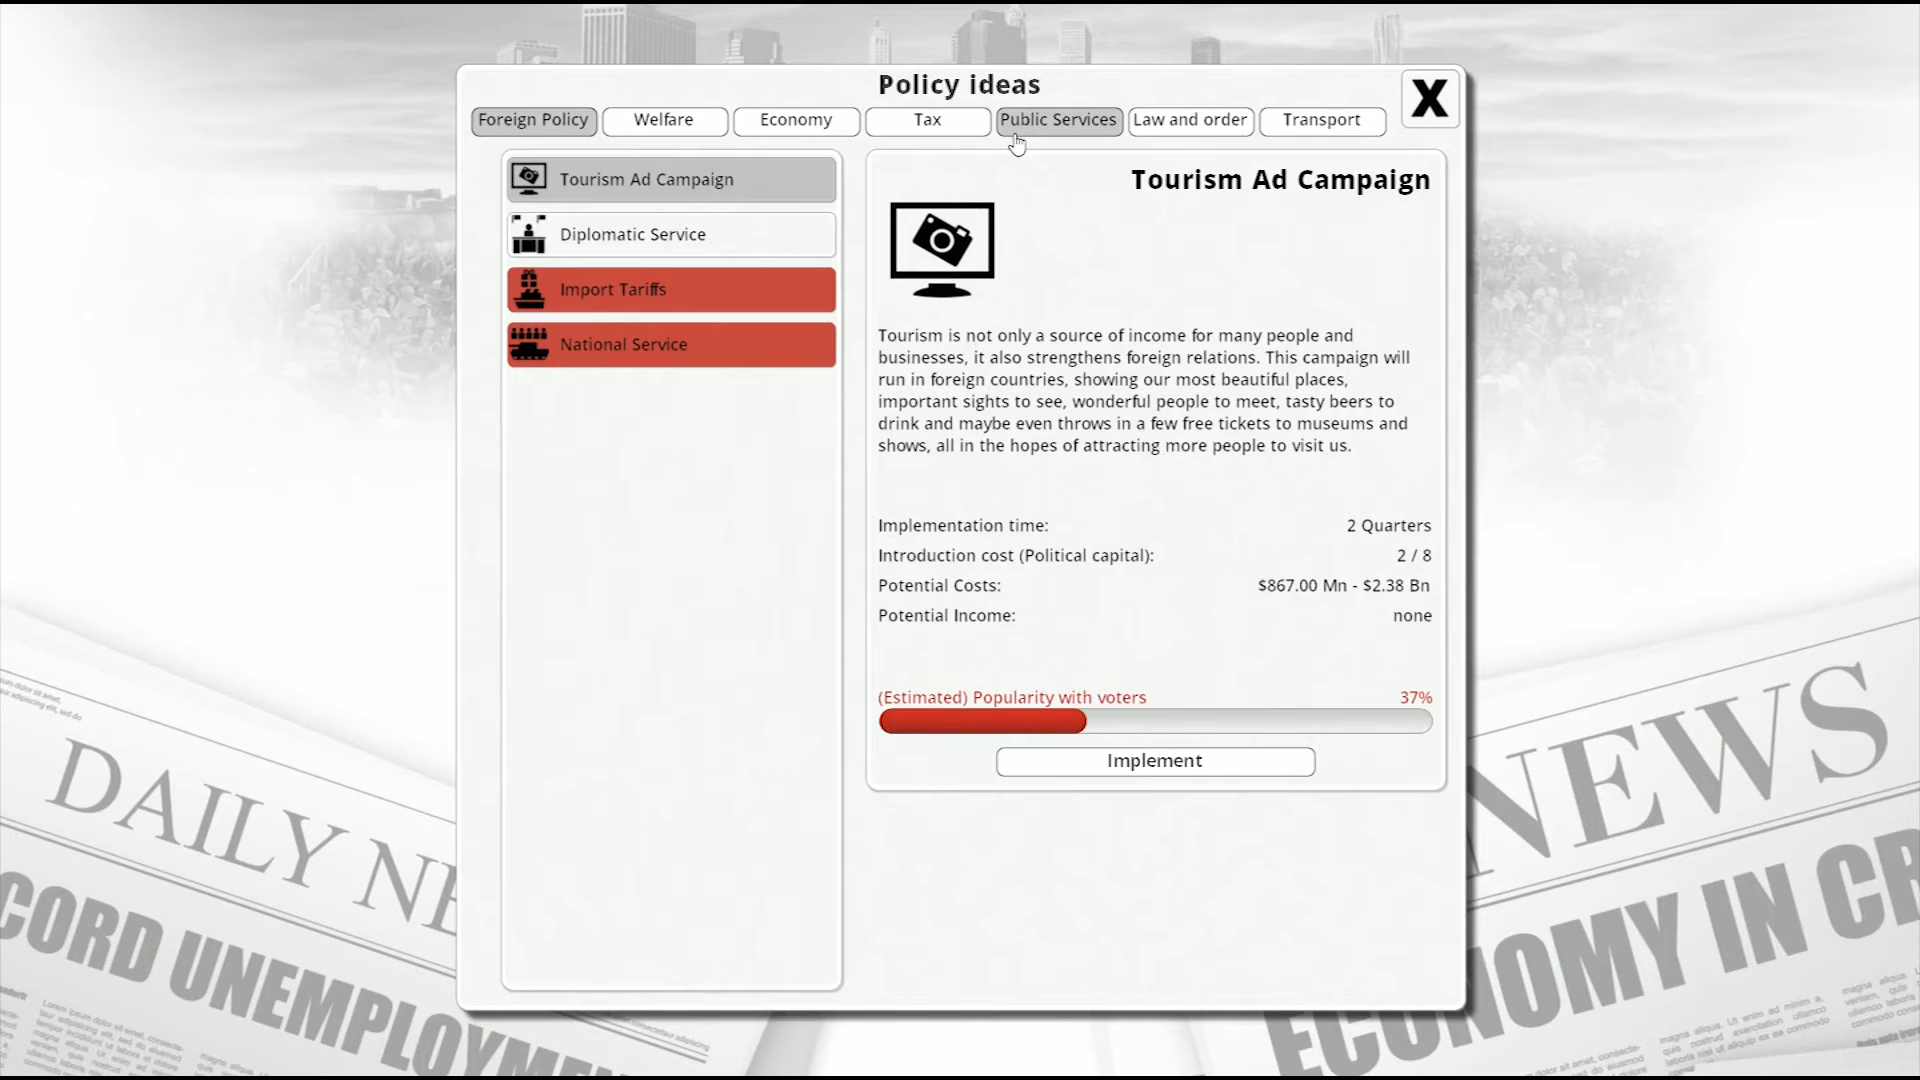 Policy ideas
X
Foreign Policy
Welfare
Economy
Tax
Public Services
Law and order
Transport
Tourism Ad Campaign
Diplomatic Service
Import Tariffs
National Service
Tourism Ad Campaign
Tourism is not only a source of income for many people and
businesses, it also strengthens foreign relations. This campaign will
run in foreign countries, showing our most beautiful places,
important sights to see, wonderful people to meet, tasty beers to
drink and maybe even throws in a few free tickets to museums and
shows, all in the hopes of attracting more people to visit us.
Implementation time: 2 Quarters
Introduction cost (Political capital): 2 / 8
Potential Costs: $867.00 Mn - $2.38 Bn
Potential Income: none
(Estimated) Popularity with voters 37%
Implement
DAILY NE
CORD UNEMPLOYME
NEWS
ECONOMY IN CR